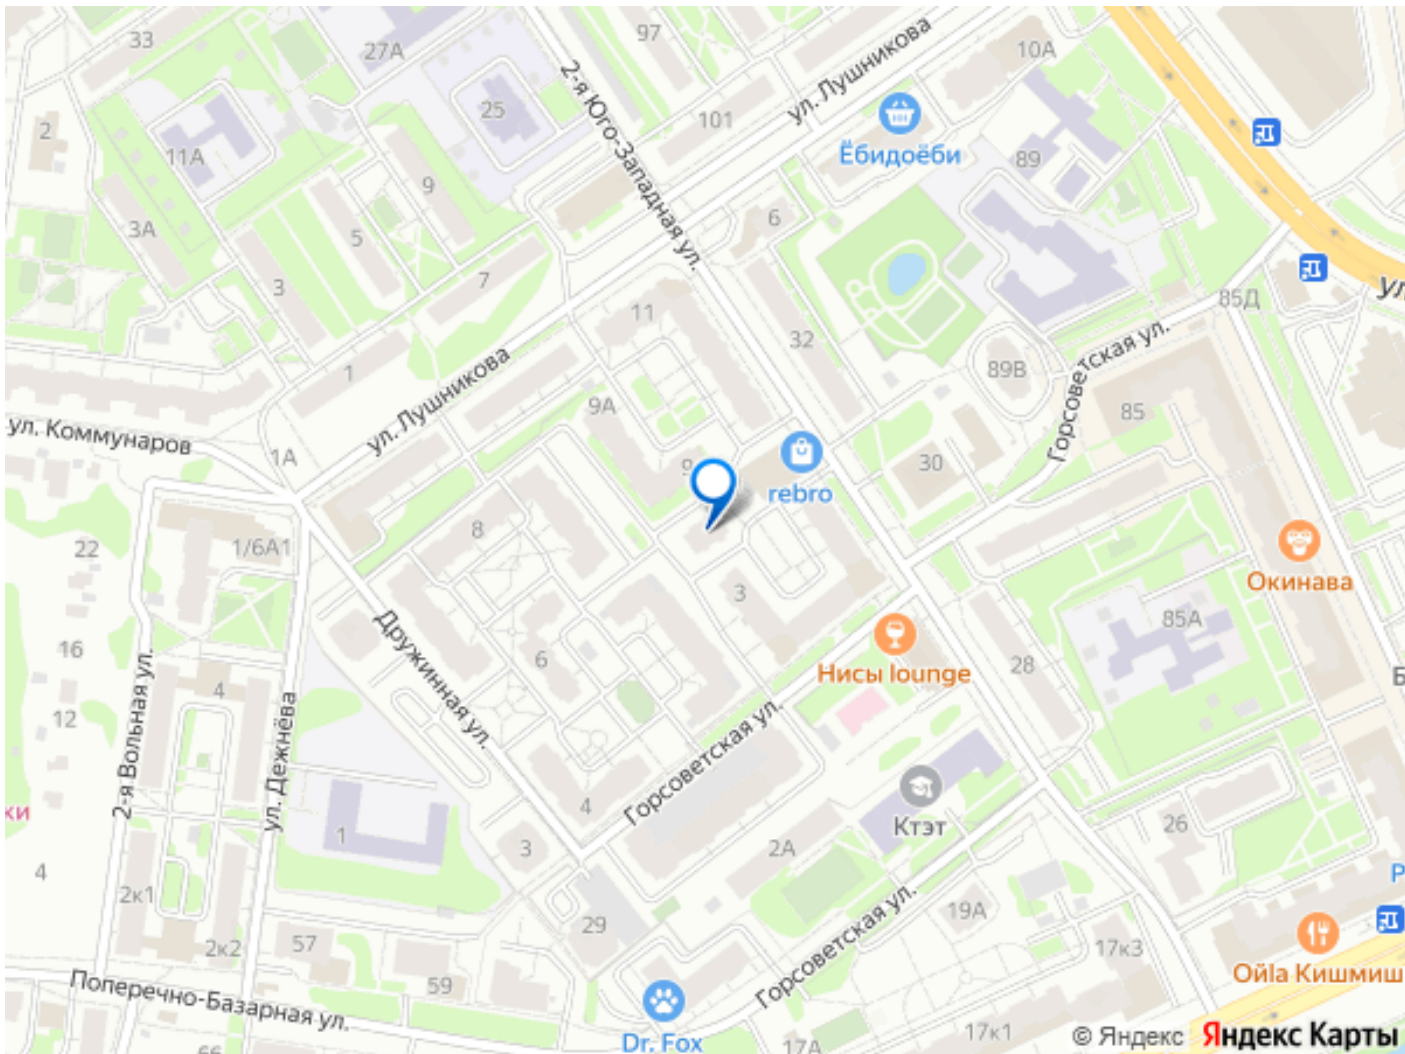 33
27А
97
10А
ул. Лушникова
2-я Юго-Западная ул.
2
25
101
Ёбидоёби
89
11А
9
3А
5
6
3
7
11
32
85Д
1
ул. Лушникова
9А
89В
Горсоветская ул.
85
ул. Коммунаров
1А
30
rebro
8
22
1/6А1
Окинава
3
85А
Дружинная ул.
16
6
Нисы lounge
28
4
12
2-я Вольная ул.
ул. Дежнёва
Горсоветская ул.
4
ки
1
3
2А
Ктэт
26
4
2к1
Горсоветская ул.
19А
29
57
2к2
17к3
59
Ойla Кишмиш
Поперечно-Базарная ул.
Dr. Fox
17А
17к1
© Яндекс Яндекс Карты